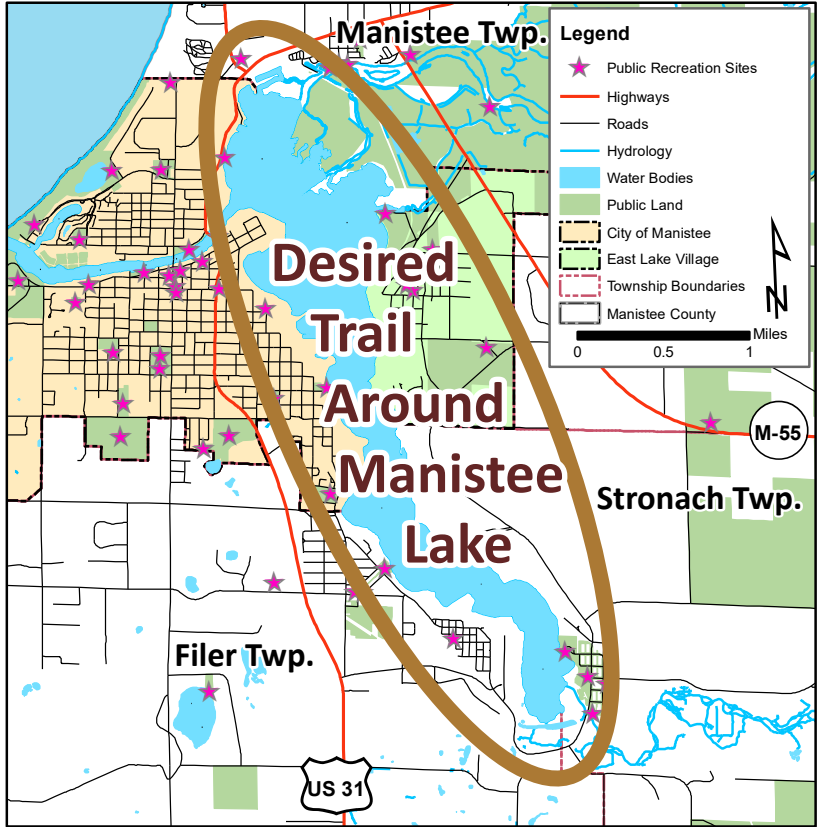 Manistee Twp.
Legend
Public Recreation Sites
Highways
Roads
Hydrology
Water Bodies
Public Land
City of Manistee
East Lake Village
Township Boundaries
Manistee County
Miles
0 0.5 1
N
Desired
Trail
Around
Manistee
Lake
M-55
Stronach Twp.
Filer Twp.
US 31